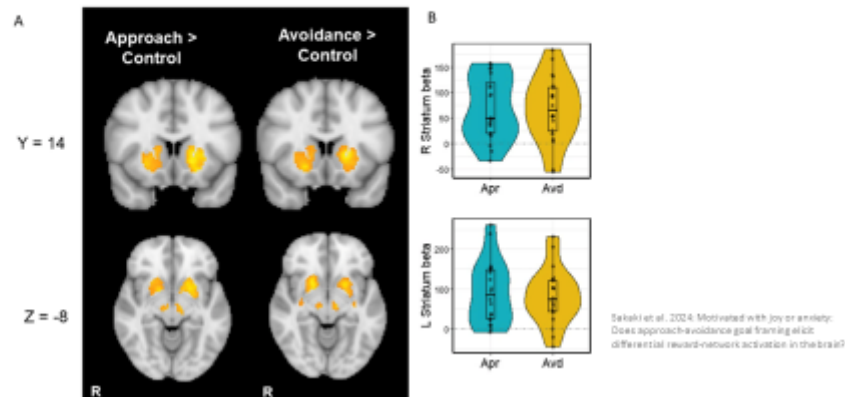 A
Approach >
Control
Avoidance >
Control
Y = 14
Z = -8
R
R
B
R Striatum beta
150
100
50
0
-50
Apr
Avd
L Striatum beta
200
100
0
Apr
Avd
Sakaki et al. 2024: Motivated with joy or anxiety:
Does approach-avoidance goal framing elicit
differential reward-network activation in the brain?